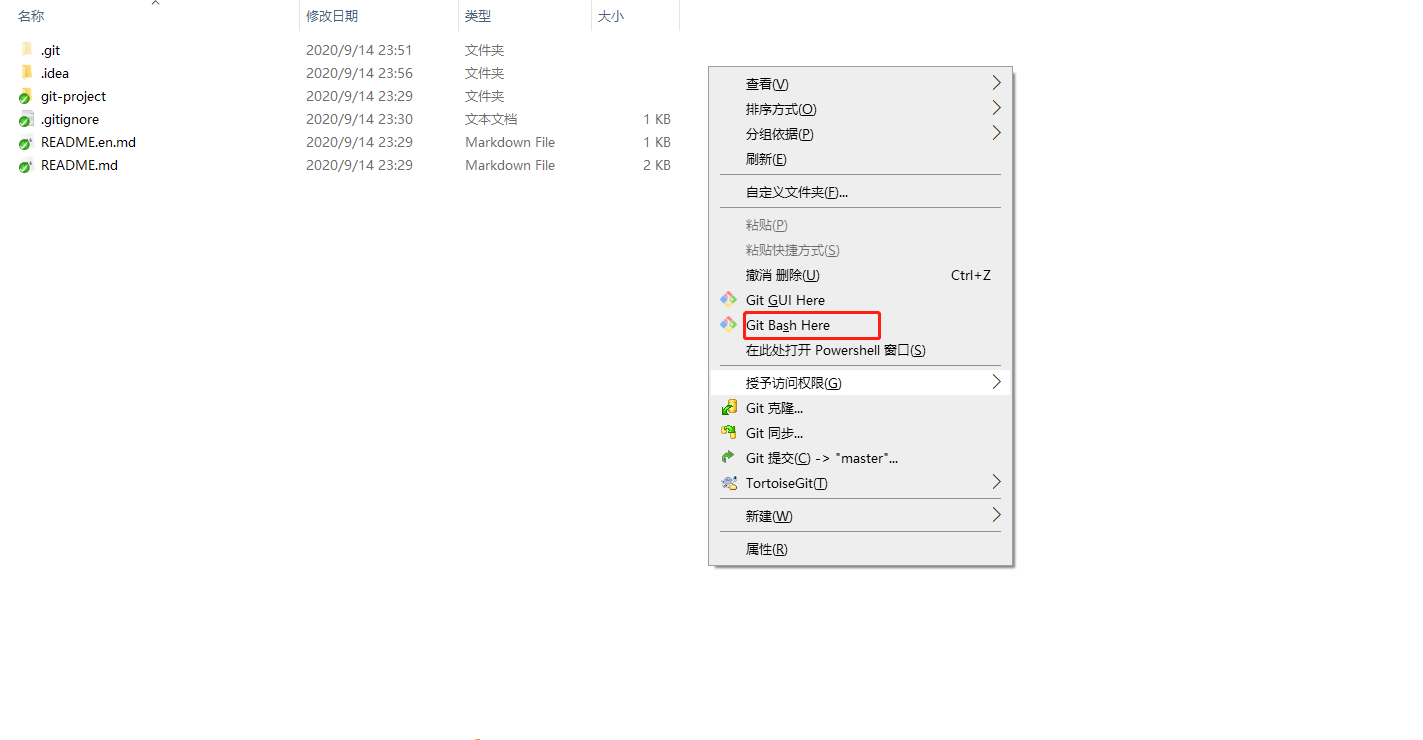 名称 修改日期 类型 大小
.git 2020/9/14 23:51 文件夹
.idea 2020/9/14 23:56 文件夹
git-project 2020/9/14 23:29 文件夹
.gitignore 2020/9/14 23:30 文本文档 1 KB
README.en.md 2020/9/14 23:29 Markdown File 1 KB
README.md 2020/9/14 23:29 Markdown File 2 KB
查看(V)
排序方式(O)
分组依据(P)
刷新(E)
自定义文件夹(F)...
粘贴(P)
粘贴快捷方式(S)
撤消 删除(U) Ctrl+Z
Git GUI Here
Git Bash Here
在此处打开 Powershell 窗口(S)
授予访问权限(G)
Git 克隆...
Git 同步...
Git 提交(C) -> "master"...
TortoiseGit(T)
新建(W)
属性(R)